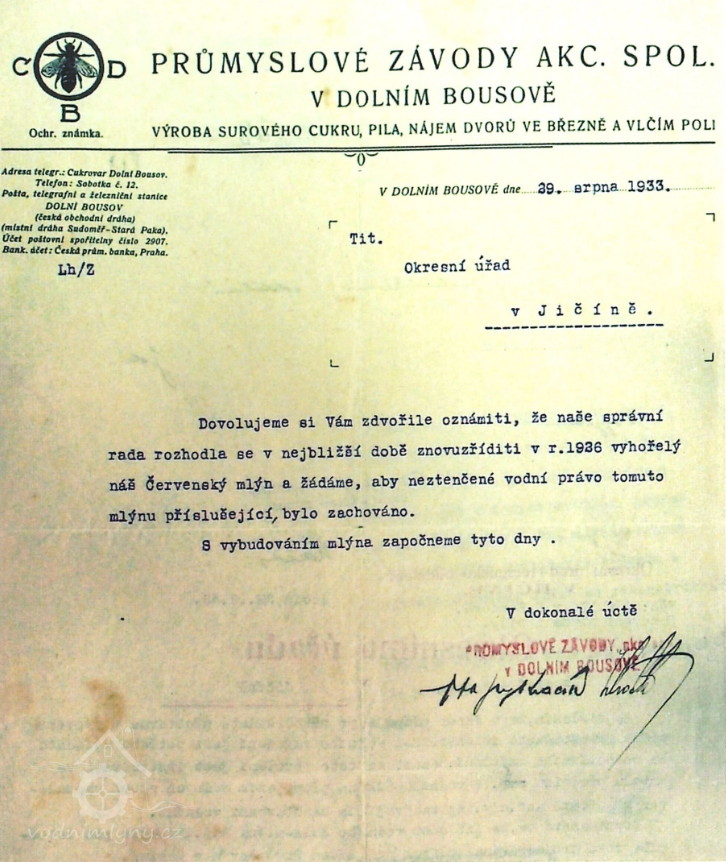 C D
B
Ochr. známka.
PRŮMYSLOVÉ ZÁVODY AKC. SPOL.
V DOLNÍM BOUSOVĚ
VÝROBA SUROVÉHO CUKRU, PILA, NÁJEM DVORŮ VE BŘEZNĚ A VLČÍM POLI
Adresa telegr.: Cukrovar Dolní Bousov.
Telefon: Sobotka č. 12.
Pošta, telegrafní a železniční stanice
DOLNÍ BOUSOV
(česká obchodní dráha)
(místní dráha Sudoměř-Stará Paka).
Účet poštovní spořitelny číslo 2907.
Bank. účet: Česká prům. banka, Praha.
Lh/Z
V DOLNÍM BOUSOVĚ dne 29. srpna 1933.
Tit.
Okresní úřad
v Jičíně.
Dovolujeme si Vám zdvořile oznámiti, že naše správní
rada rozhodla se v nejbližší době znovuzříditi v r.1926 vyhořelý
náš Červenský mlýn a žádáme, aby neztenčené vodní právo tomuto
mlýnu příslušející, bylo zachováno.
S vybudováním mlýna započneme tyto dny .
V dokonalé úctě
PRŮMYSLOVÉ ZÁVODY, akc.
v DOLNÍM BOUSOVĚ
vodnimlyny.cz